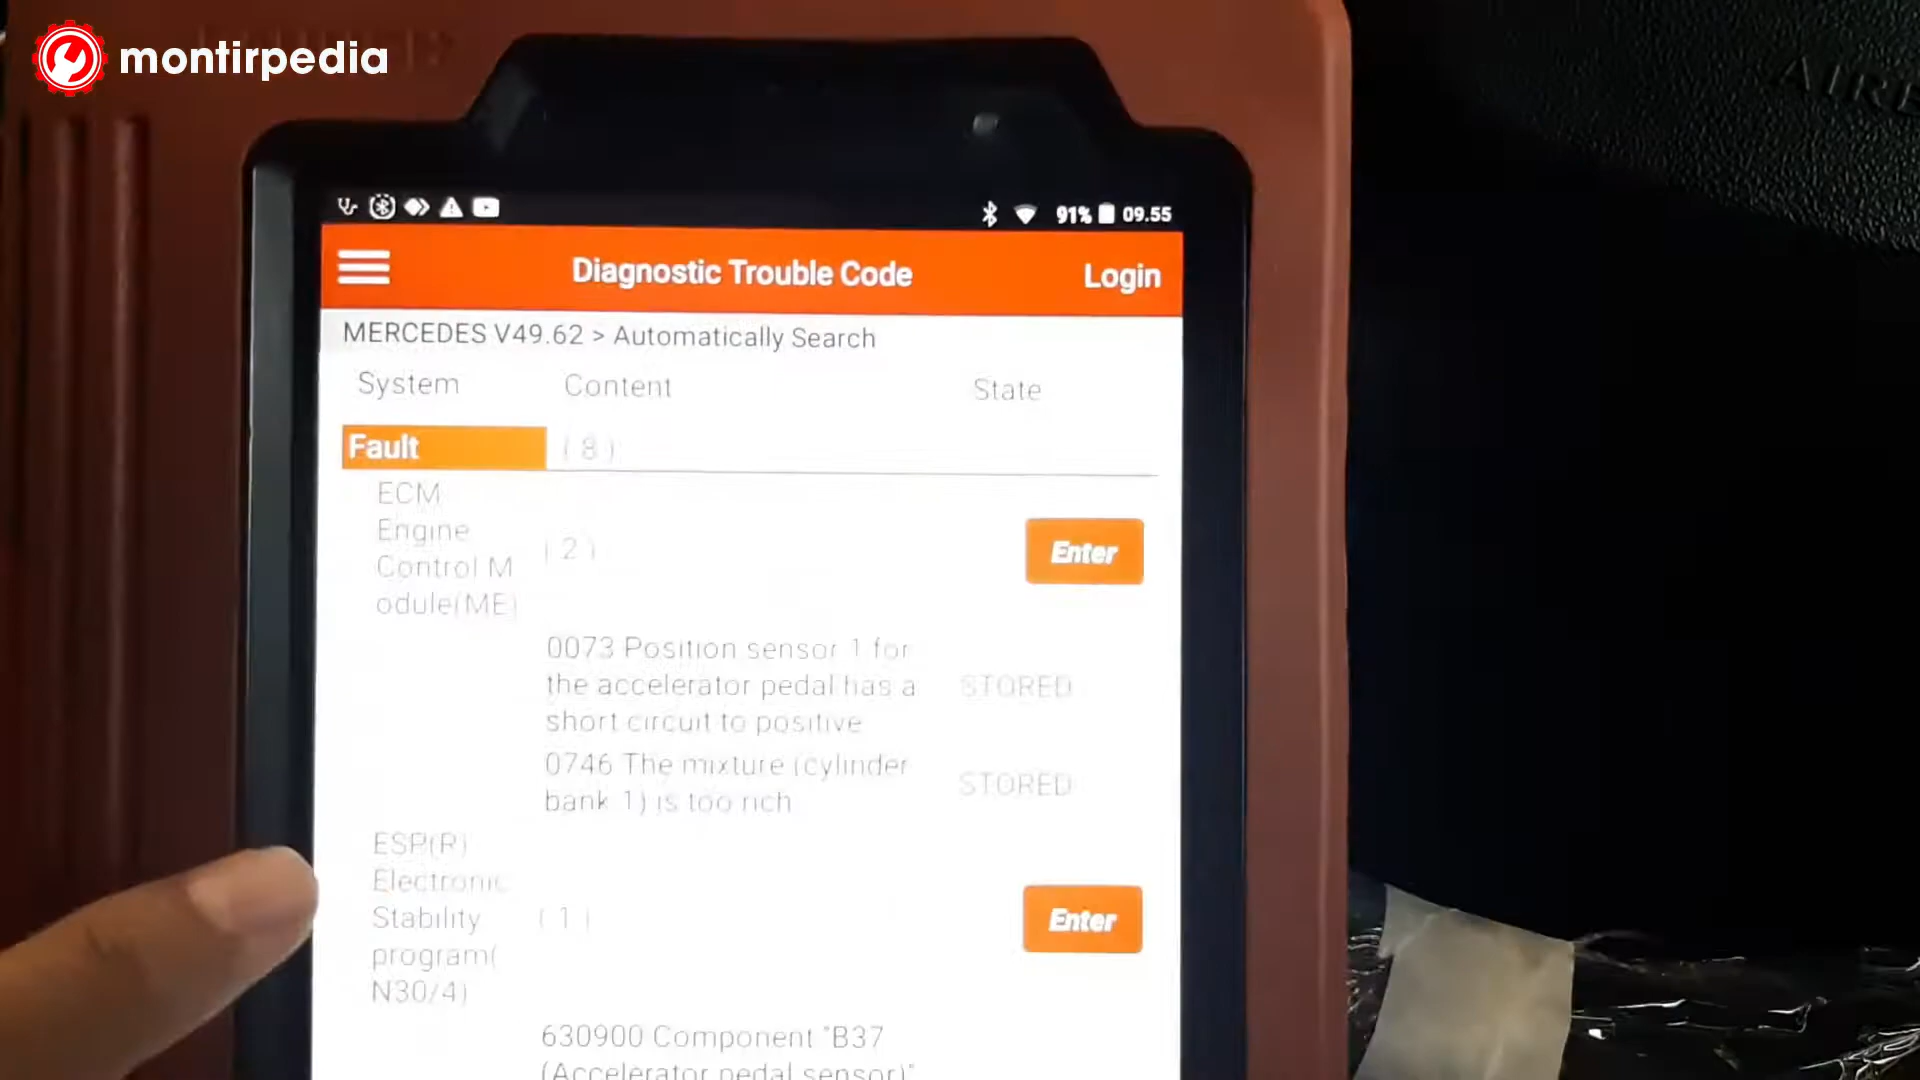 montirpedia
AIRB
91% 09.55
Diagnostic Trouble Code Login
MERCEDES V49.62 > Automatically Search
System Content State
Fault ( 8 )
ECM
Engine
Control M
odule(ME)
( 2 )
Enter
0073 Position sensor 1 for
the accelerator pedal has a
short circuit to positive
STORED
0746 The mixture (cylinder
bank 1) is too rich
STORED
ESP(R)
Electronic
Stability
program(
N30/4)
( 1 )
Enter
630900 Component "B37
(Accelerator pedal sensor)"